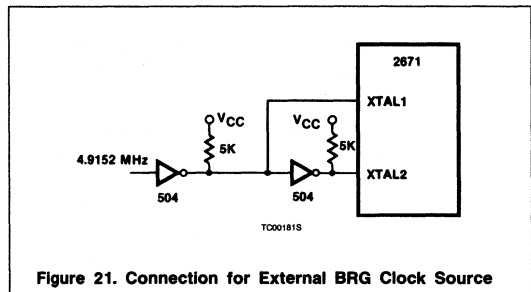 2671
XTAL1
XTAL2
VCC
5K
VCC
5K
4.9152 MHz
504
504
TC00181S
Figure 21. Connection for External BRG Clock Source